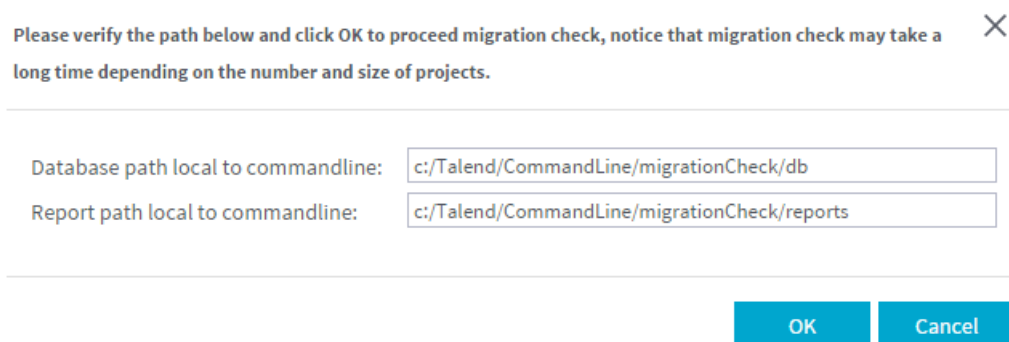 Please verify the path below and click OK to proceed migration check, notice that migration check may take a
long time depending on the number and size of projects.
Database path local to commandline: c:/Talend/CommandLine/migrationCheck/db
Report path local to commandline: c:/Talend/CommandLine/migrationCheck/reports
OK Cancel